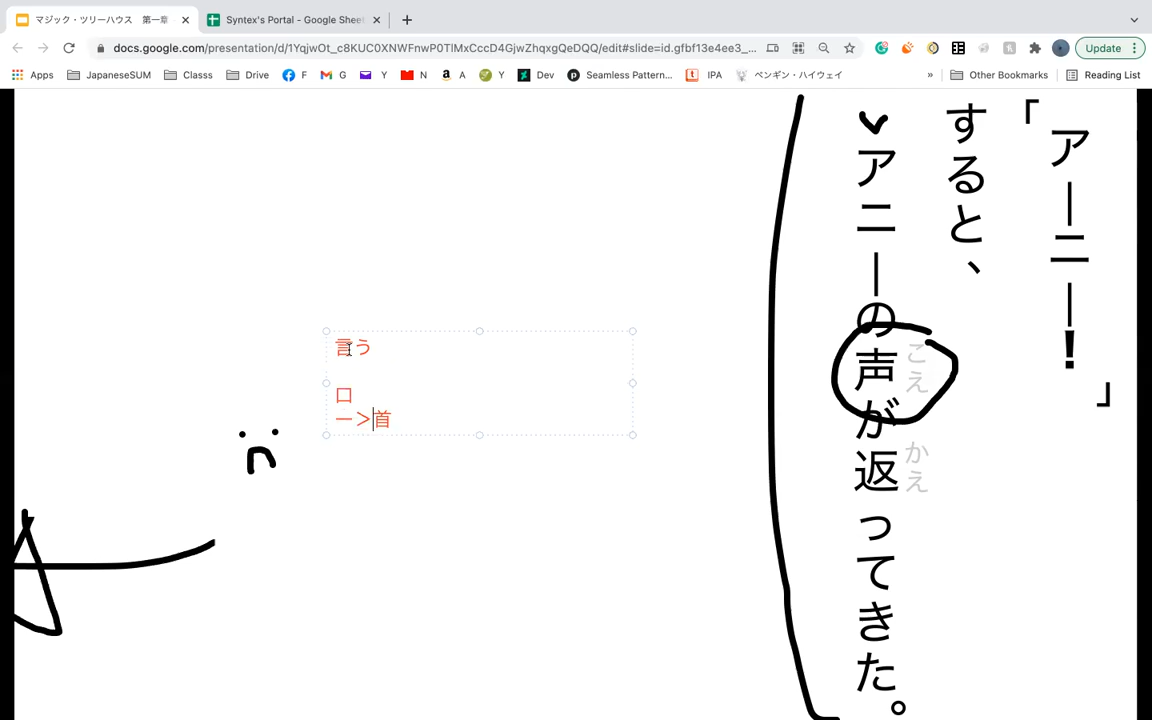 マジック・ツリーハウス 第一章
Syntex's Portal - Google Sheet
docs.google.com/presentation/d/1YqjwOt_c8KUC0XNWFnwP0TIMxCccD4GjwZhqxgQeDQQ/edit#slide=id.gfbf13e4ee3_...
Update
Apps
JapaneseSUM
Classs
Drive
F
G
Y
N
A
Y
Dev
Seamless Pattern...
IPA
ペンギン・ハイウェイ
»
Other Bookmarks
Reading List
「アーニー！」
すると、
アニーの声が返ってきた。
こえ
かえ
言う
口
ー＞首